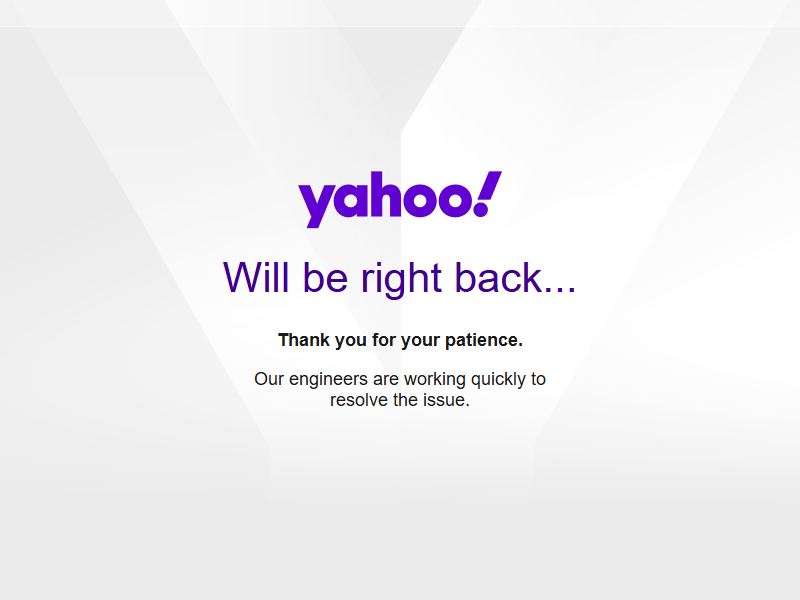 yahoo!
Will be right back...
Thank you for your patience.
Our engineers are working quickly to
resolve the issue.